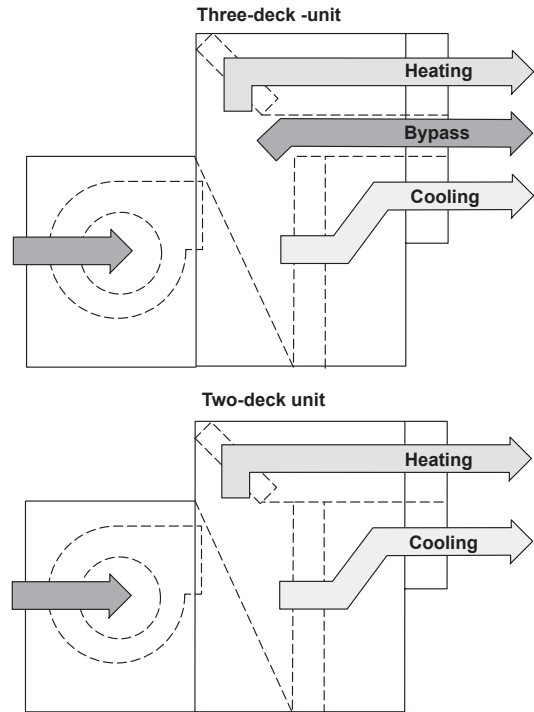 Three-deck -unit
Heating
Bypass
Cooling
Two-deck unit
Heating
Cooling